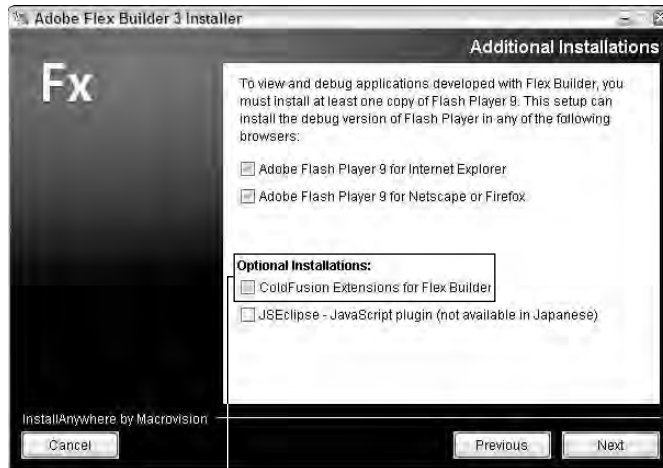 Adobe Flex Builder 3 Installer
Additional Installations
Fx
To view and debug applications developed with Flex Builder, you
must install at least one copy of Flash Player 9. This setup can
install the debug version of Flash Player in any of the following
browsers:
Adobe Flash Player 9 for Internet Explorer
Adobe Flash Player 9 for Netscape or Firefox
Optional Installations:
ColdFusion Extensions for Flex Builder
JSEclipse - JavaScript plugin (not available in Japanese)
InstallAnywhere by Macrovision
Cancel
Previous
Next